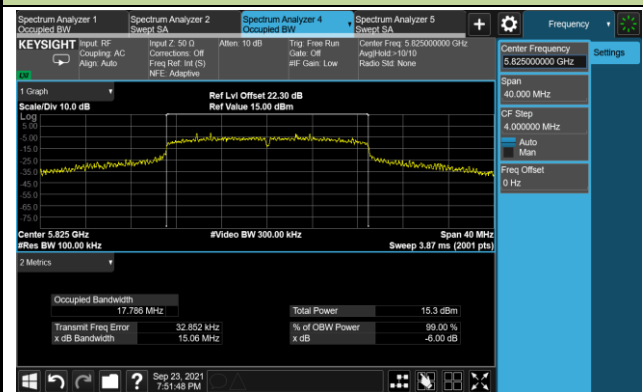 Spectrum Analyzer 1
Occupied BW
Spectrum Analyzer 2
Swept SA
Spectrum Analyzer 4
Occupied BW
Spectrum Analyzer 5
Swept SA
+
Frequency
KEYSIGHT
Input: RF
Coupling: AC
Align: Auto
Input Z: 50 Ω
Corrections: Off
Freq Ref: Int (S)
NFE: Adaptive
Atten: 10 dB
Trig: Free Run
Gate: Off
#IF Gain: Low
Center Freq: 5.825000000 GHz
Avg|Hold:>10/10
Radio Std: None
Center Frequency
5.825000000 GHz
Settings
Span
40.000 MHz
CF Step
4.000000 MHz
Auto
Man
Freq Offset
0 Hz
1 Graph
Scale/Div 10.0 dB
Ref Lvl Offset 22.30 dB
Ref Value 15.00 dBm
Log
5.00
-5.00
-15.0
-25.0
-35.0
-45.0
-55.0
-65.0
-75.0
Center 5.825 GHz
#Video BW 300.00 kHz
Span 40 MHz
#Res BW 100.00 kHz
Sweep 3.87 ms (2001 pts)
2 Metrics
Occupied Bandwidth
17.786 MHz
Total Power 15.3 dBm
Transmit Freq Error 32.852 kHz
% of OBW Power 99.00 %
x dB Bandwidth 15.06 MHz
x dB -6.00 dB
?
Sep 23, 2021
7:51:48 PM